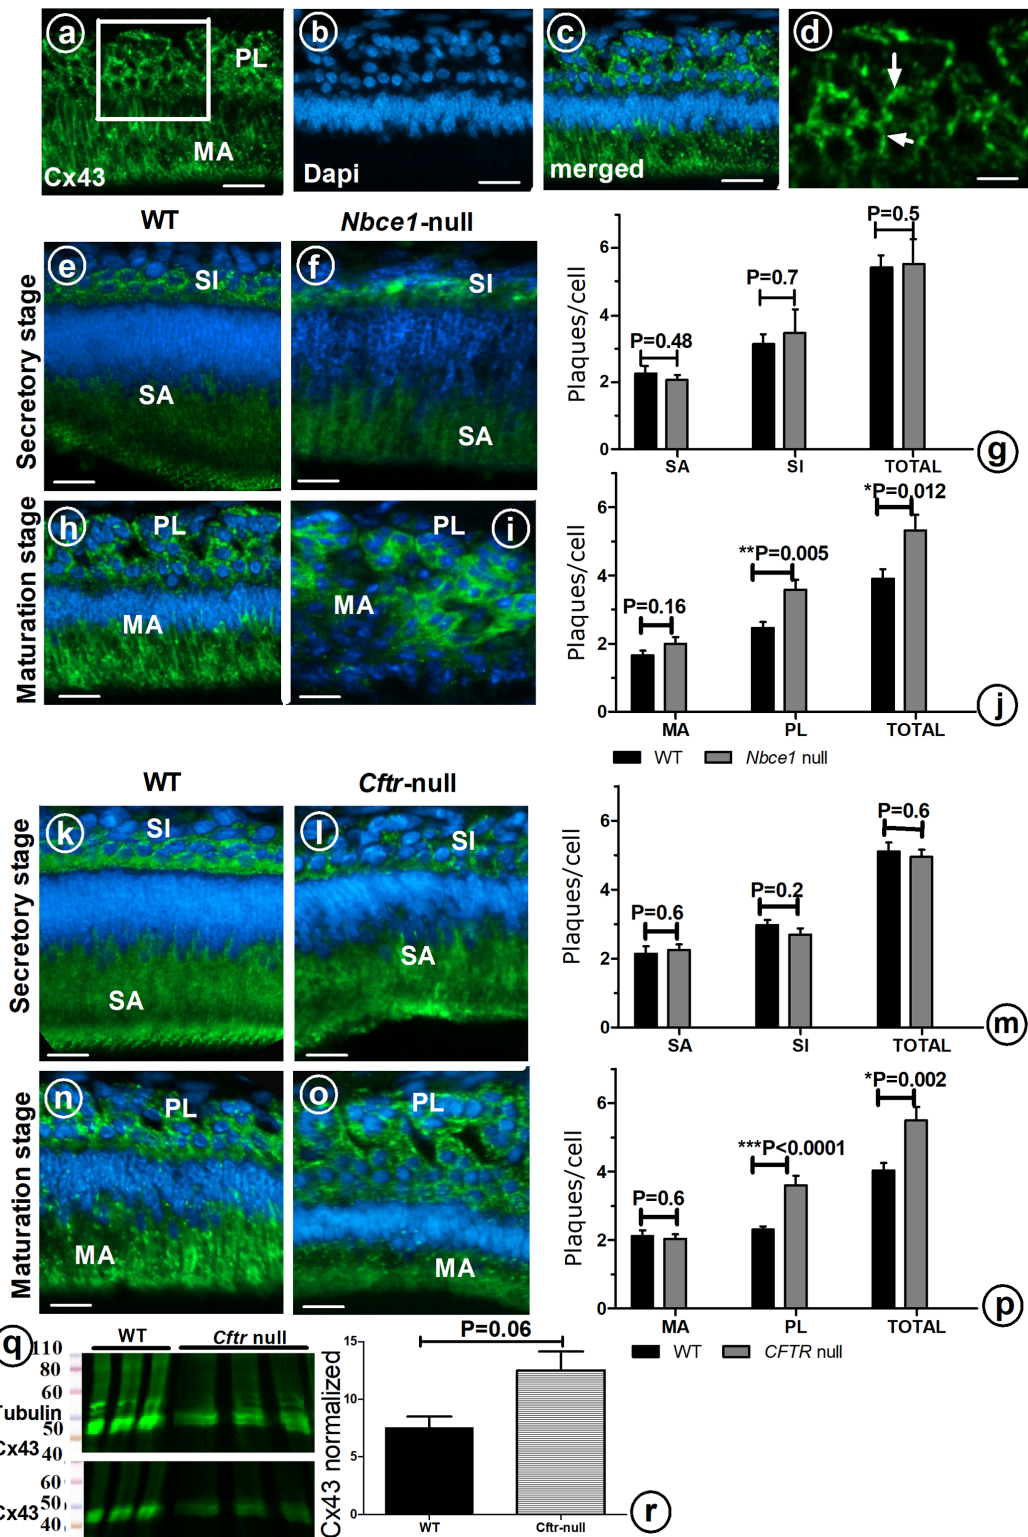 a
PL
MA
Cx43
b
Dapi
c
merged
d
WT
Nbce1-null
Secretory stage
e
SI
SA
f
SI
SA
Plaques/cell
6
4
2
0
P=0.48
P=0.7
P=0.5
SA
SI
TOTAL
g
Maturation stage
h
PL
MA
i
PL
MA
Plaques/cell
6
4
2
0
P=0.16
**P=0.005
*P=0,012
MA
PL
TOTAL
j
WT
Nbce1 null
WT
Cftr-null
Secretory stage
k
SI
SA
l
SI
SA
Plaques/cell
6
4
2
0
P=0.6
P=0.2
P=0.6
SA
SI
TOTAL
m
Maturation stage
n
PL
MA
o
PL
MA
Plaques/cell
6
4
2
0
P=0.6
***P<0.0001
*P=0.002
MA
PL
TOTAL
p
WT
CFTR null
q
WT
Cftr null
110
80
60
Tubulin
50
Cx43
40
60
50
Cx43
40
Cx43 normalized
15
10
5
0
P=0.06
WT
Cftr-null
r